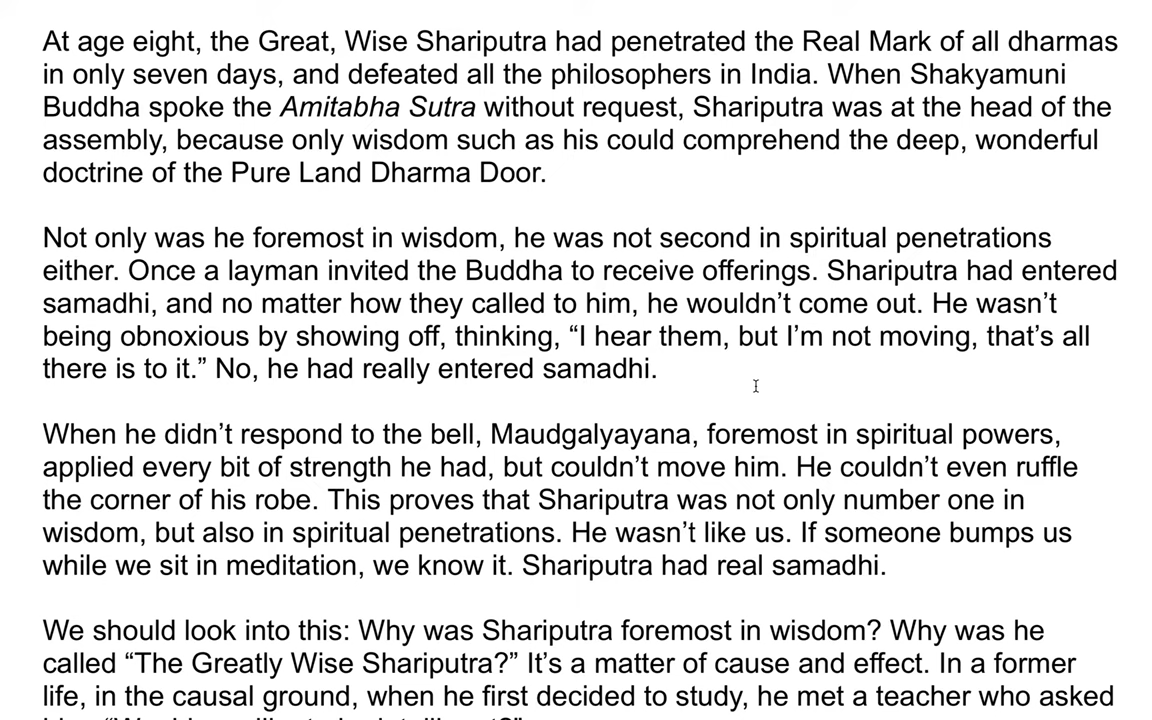 At age eight, the Great, Wise Shariputra had penetrated the Real Mark of all dharmas
in only seven days, and defeated all the philosophers in India. When Shakyamuni
Buddha spoke the Amitabha Sutra without request, Shariputra was at the head of the
assembly, because only wisdom such as his could comprehend the deep, wonderful
doctrine of the Pure Land Dharma Door.
Not only was he foremost in wisdom, he was not second in spiritual penetrations
either. Once a layman invited the Buddha to receive offerings. Shariputra had entered
samadhi, and no matter how they called to him, he wouldn’t come out. He wasn’t
being obnoxious by showing off, thinking, “I hear them, but I’m not moving, that’s all
there is to it.” No, he had really entered samadhi.
When he didn’t respond to the bell, Maudgalyayana, foremost in spiritual powers,
applied every bit of strength he had, but couldn’t move him. He couldn’t even ruffle
the corner of his robe. This proves that Shariputra was not only number one in
wisdom, but also in spiritual penetrations. He wasn’t like us. If someone bumps us
while we sit in meditation, we know it. Shariputra had real samadhi.
We should look into this: Why was Shariputra foremost in wisdom? Why was he
called “The Greatly Wise Shariputra?” It’s a matter of cause and effect. In a former
life, in the causal ground, when he first decided to study, he met a teacher who asked